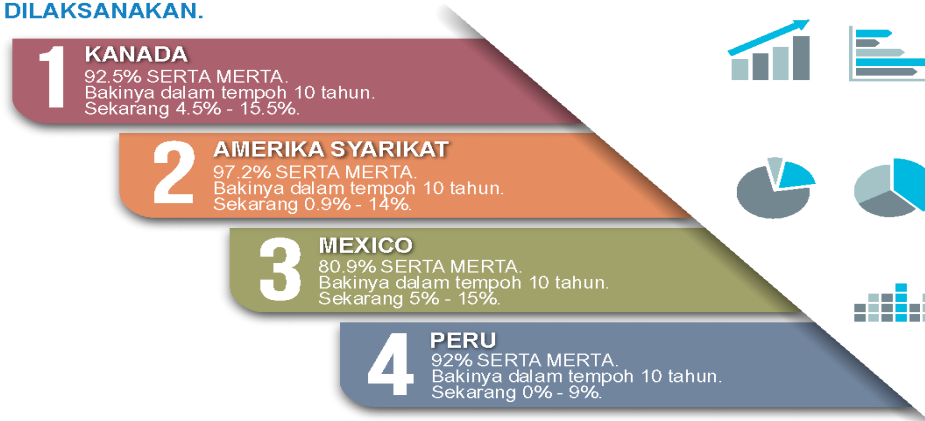 DILAKSANAKAN.
1
KANADA
92.5% SERTA MERTA.
Bakinya dalam tempoh 10 tahun.
Sekarang 4.5% - 15.5%.
2
AMERIKA SYARIKAT
97.2% SERTA MERTA.
Bakinya dalam tempoh 10 tahun.
Sekarang 0.9% - 14%.
3
MEXICO
80.9% SERTA MERTA.
Bakinya dalam tempoh 10 tahun.
Sekarang 5% - 15%.
4
PERU
92% SERTA MERTA.
Bakinya dalam tempoh 10 tahun.
Sekarang 0% - 9%.